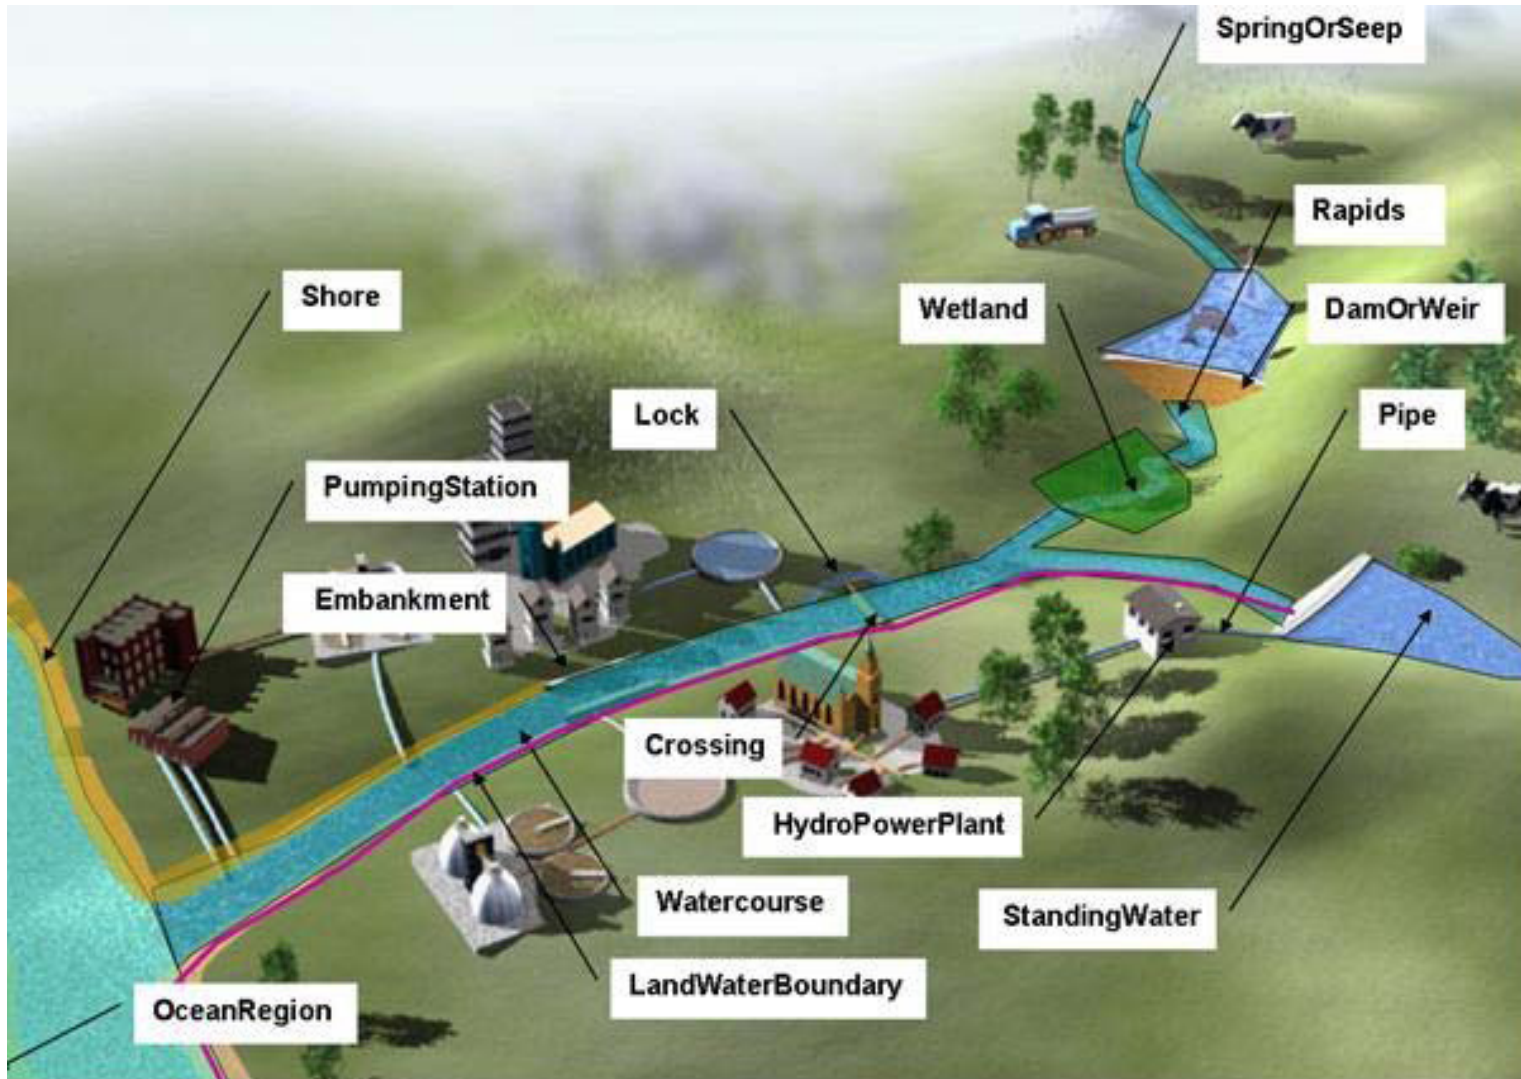 SpringOrSeep
Rapids
Shore
Wetland
DamOrWeir
Lock
Pipe
PumpingStation
Embankment
Crossing
HydroPowerPlant
Watercourse
StandingWater
LandWaterBoundary
OceanRegion